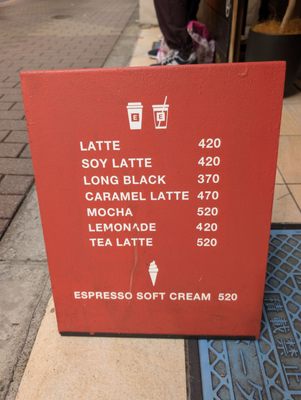 E E
LATTE 420
SOY LATTE 420
LONG BLACK 370
CARAMEL LATTE 470
MOCHA 520
LEMONADE 420
TEA LATTE 520
ESPRESSO SOFT CREAM 520